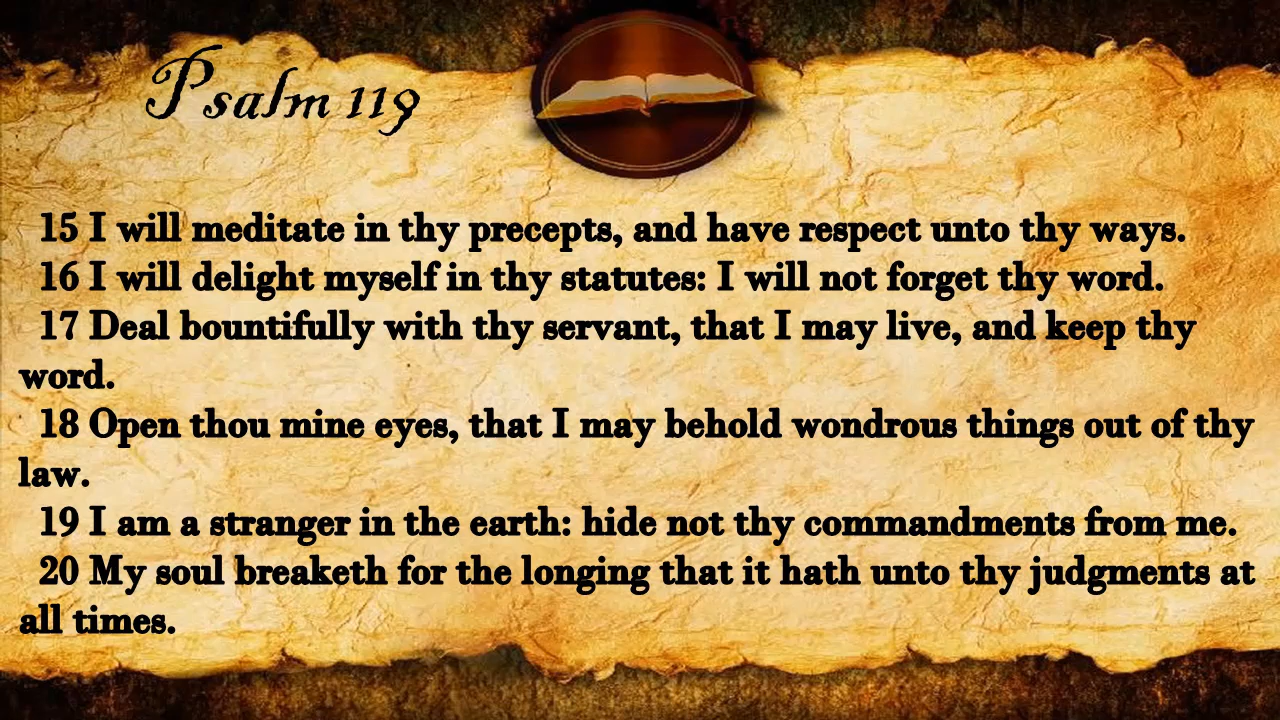 Psalm 119
15 I will meditate in thy precepts, and have respect unto thy ways.
16 I will delight myself in thy statutes: I will not forget thy word.
17 Deal bountifully with thy servant, that I may live, and keep thy
word.
18 Open thou mine eyes, that I may behold wondrous things out of thy
law.
19 I am a stranger in the earth: hide not thy commandments from me.
20 My soul breaketh for the longing that it hath unto thy judgments at
all times.